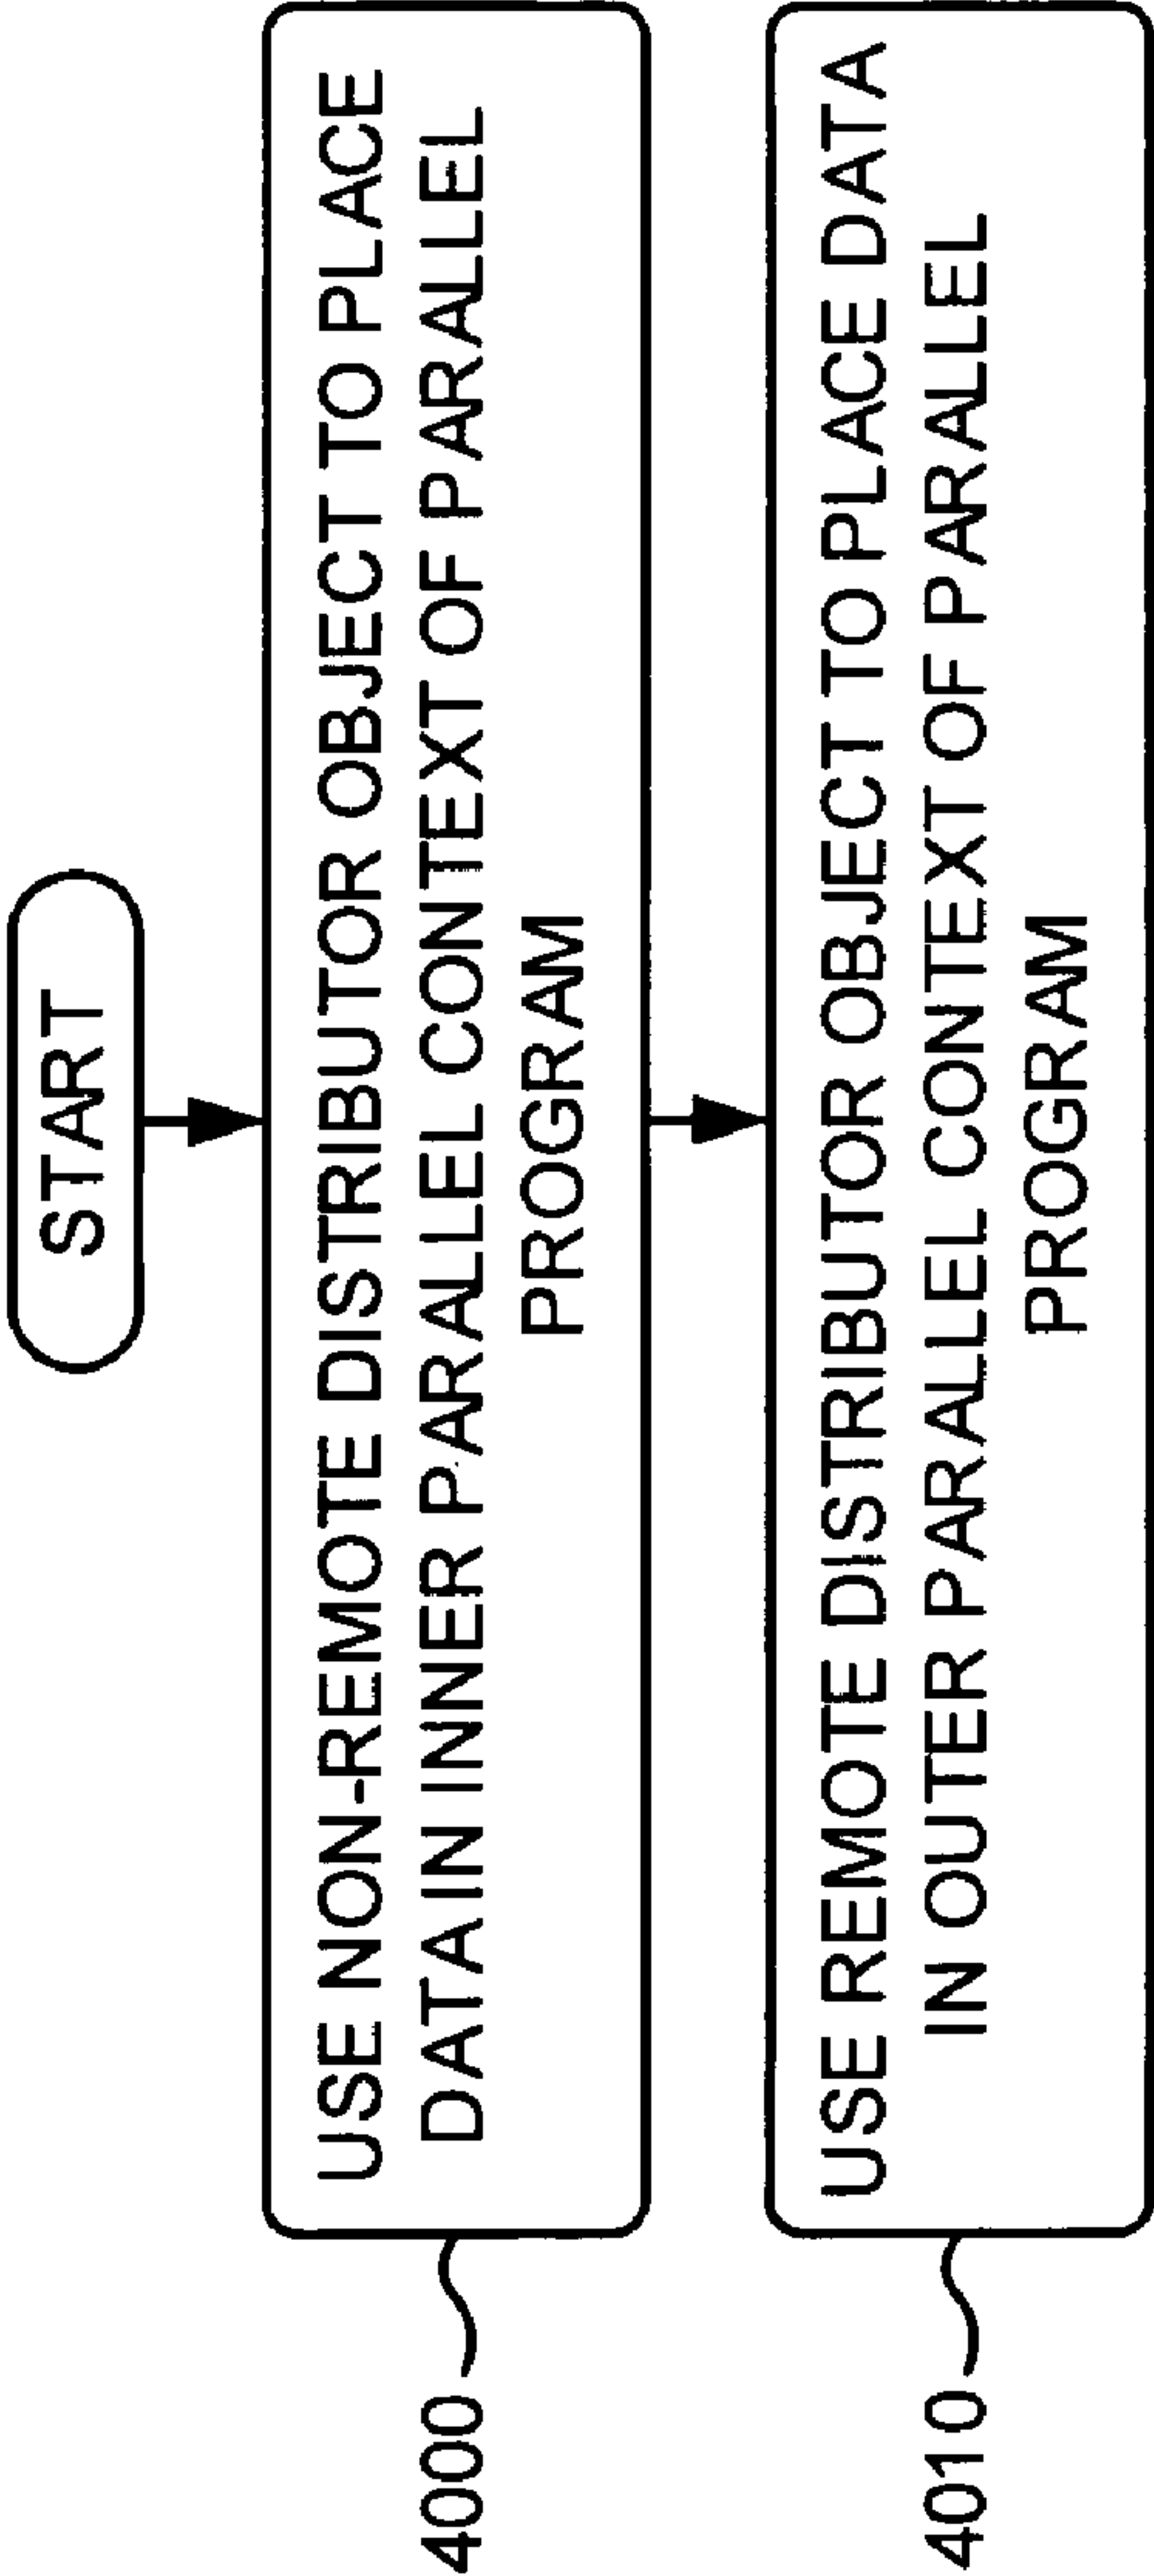 START
USE NON-REMOTE DISTRIBUTOR OBJECT TO PLACE
DATA IN INNER PARALLEL CONTEXT OF PARALLEL
PROGRAM
4000
USE REMOTE DISTRIBUTOR OBJECT TO PLACE DATA
IN OUTER PARALLEL CONTEXT OF PARALLEL
PROGRAM
4010